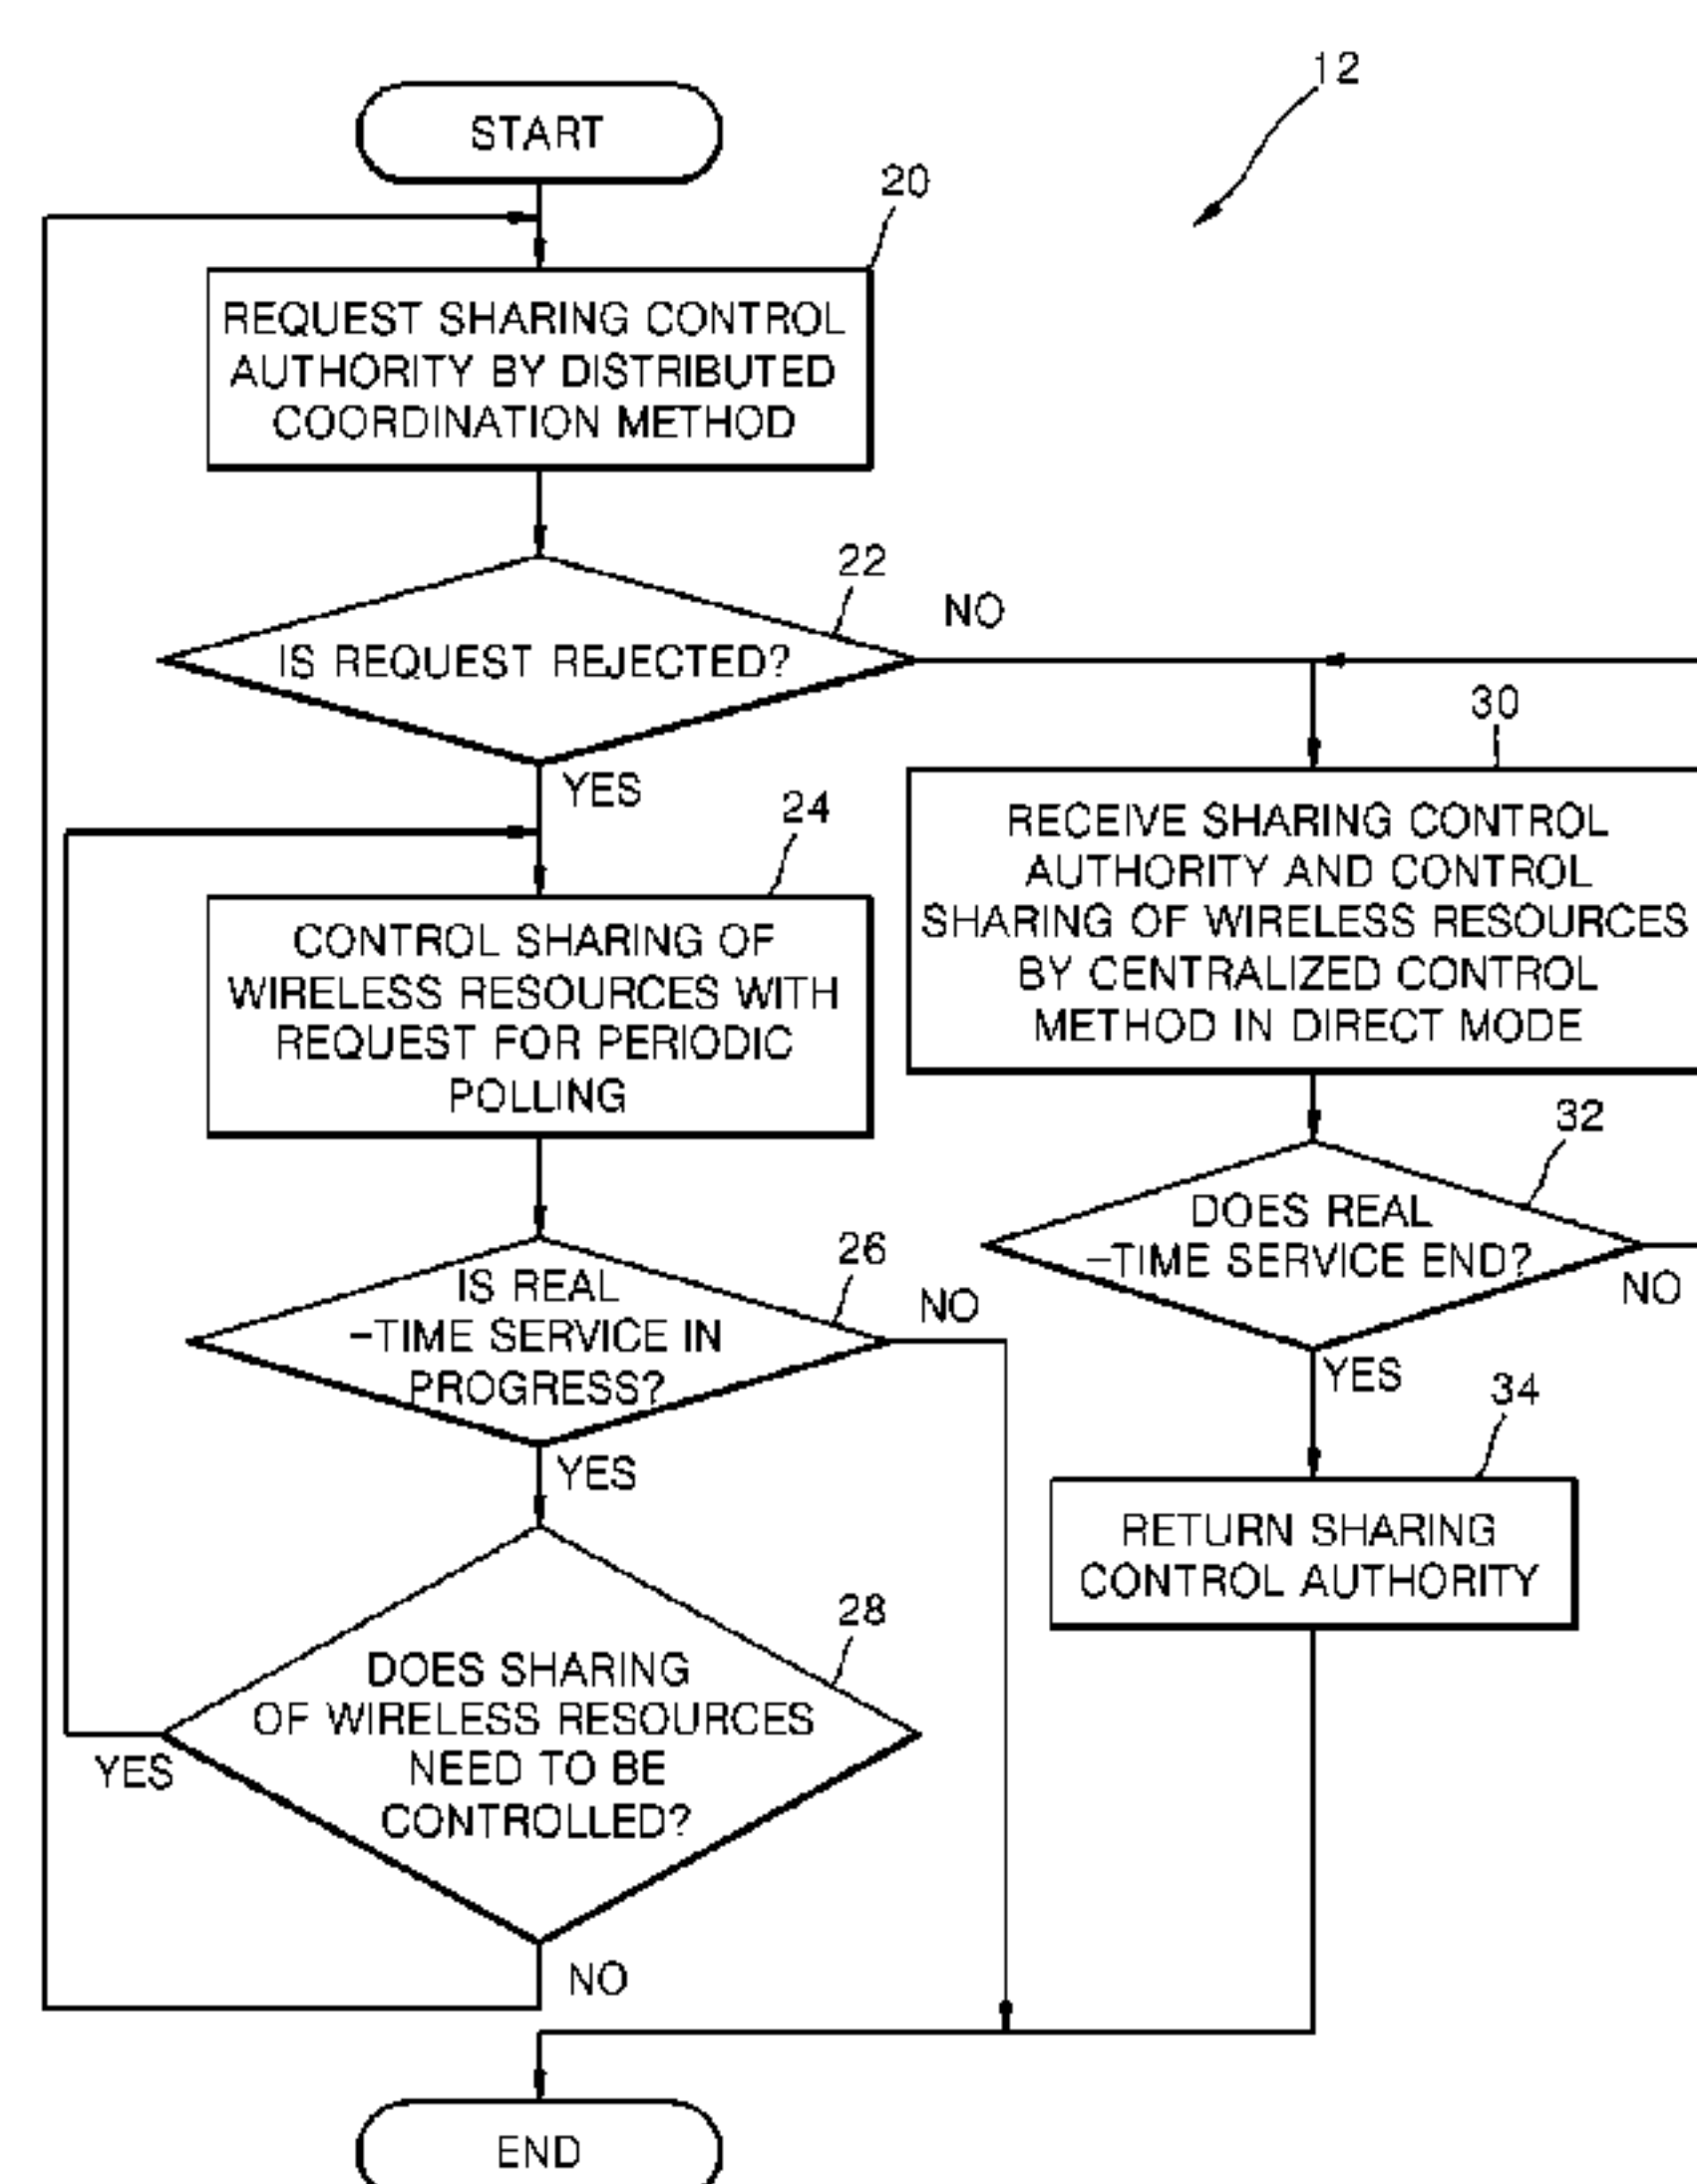 12
START
20
REQUEST SHARING CONTROL
AUTHORITY BY DISTRIBUTED
COORDINATION METHOD
22
NO
IS REQUEST REJECTED?
YES
30
RECEIVE SHARING CONTROL
AUTHORITY AND CONTROL
SHARING OF WIRELESS RESOURCES
BY CENTRALIZED CONTROL
METHOD IN DIRECT MODE
24
CONTROL SHARING OF
WIRELESS RESOURCES WITH
REQUEST FOR PERIODIC
POLLING
32
DOES REAL
-TIME SERVICE END?
NO
YES
26
NO
IS REAL
-TIME SERVICE IN
PROGRESS?
YES
34
RETURN SHARING
CONTROL AUTHORITY
28
DOES SHARING
OF WIRELESS RESOURCES
NEED TO BE
CONTROLLED?
YES
NO
END